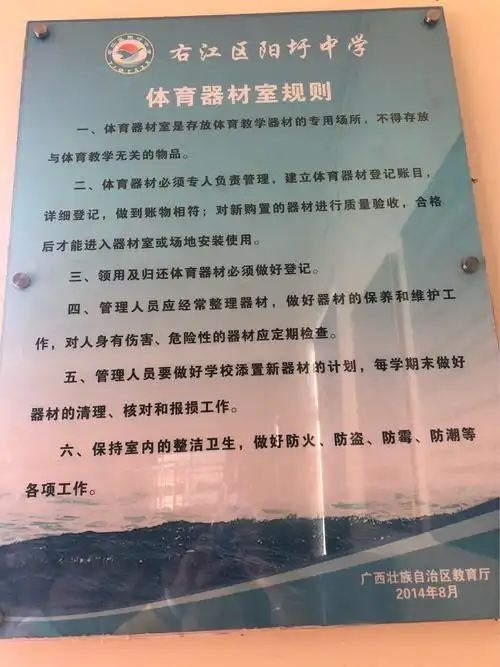 右江区阳圩中学
体育器材室规则
一、体育器材室是存放体育教学器材的专用场所，不得存放
与体育教学无关的物品。
二、体育器材必须专人负责管理，建立体育器材登记账目，
详细登记，做到账物相符；对新购置的器材进行质量验收，合格
后才能进入器材室或场地安装使用。
三、领用及归还体育器材必须做好登记。
四、管理人员应经常整理器材，做好器材的保养和维护工
作，对人身有伤害、危险性的器材应定期检查。
五、管理人员要做好学校添置新器材的计划，每学期末做好
器材的清理、核对和报损工作。
六、保持室内的整洁卫生，做好防火、防盗、防霉、防潮等
各项工作。
广西壮族自治区教育厅
2014年8月